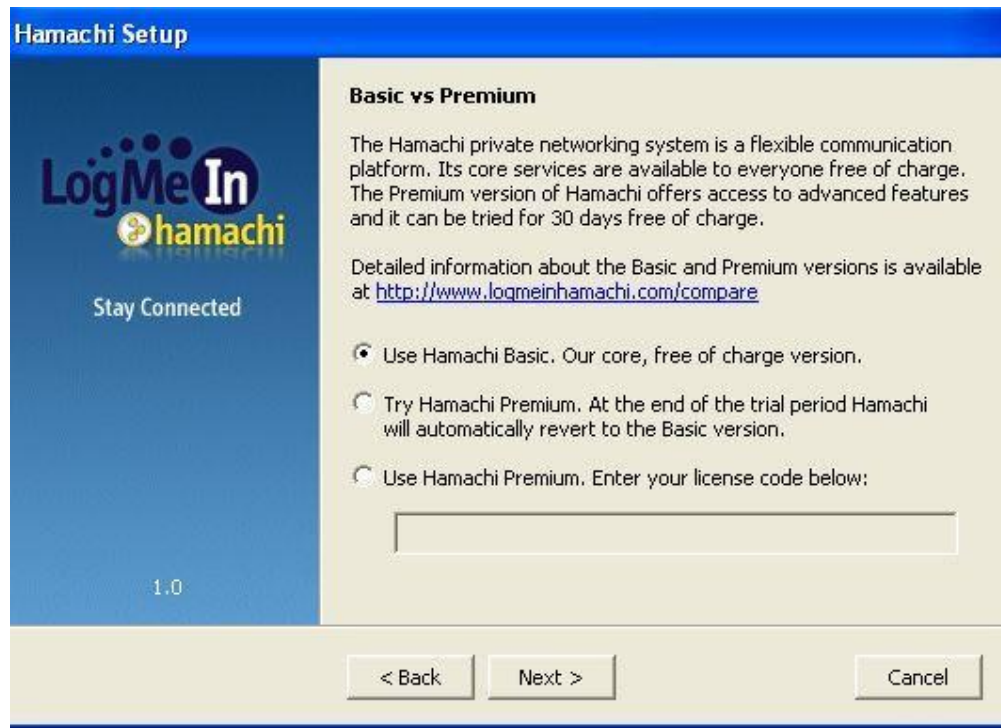 Hamachi Setup
LogMeIn
hamachi
Stay Connected
1.0
Basic vs Premium
The Hamachi private networking system is a flexible communication
platform. Its core services are available to everyone free of charge.
The Premium version of Hamachi offers access to advanced features
and it can be tried for 30 days free of charge.
Detailed information about the Basic and Premium versions is available
at http://www.logmeinhamachi.com/compare
Use Hamachi Basic. Our core, free of charge version.
Try Hamachi Premium. At the end of the trial period Hamachi
will automatically revert to the Basic version.
Use Hamachi Premium. Enter your license code below:
< Back
Next >
Cancel